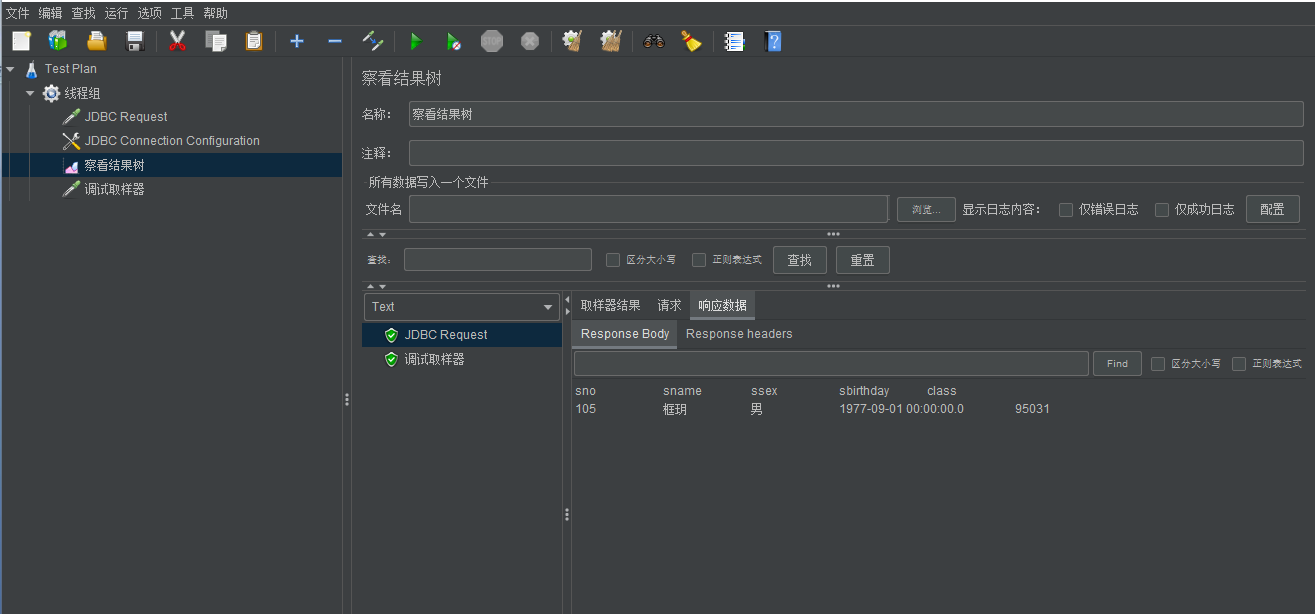 文件 编辑 查找 运行 选项 工具 帮助
STOP
Test Plan
线程组
JDBC Request
JDBC Connection Configuration
察看结果树
调试取样器
察看结果树
名称： 察看结果树
注释：
所有数据写入一个文件
文件名 浏览... 显示日志内容： 仅错误日志 仅成功日志 配置
查找： 区分大小写 正则表达式 查找 重置
Text
JDBC Request
调试取样器
取样器结果 请求 响应数据
Response Body Response headers
Find 区分大小写 正则表达式
sno sname ssex sbirthday class
105 框玥 男 1977-09-01 00:00:00.0 95031